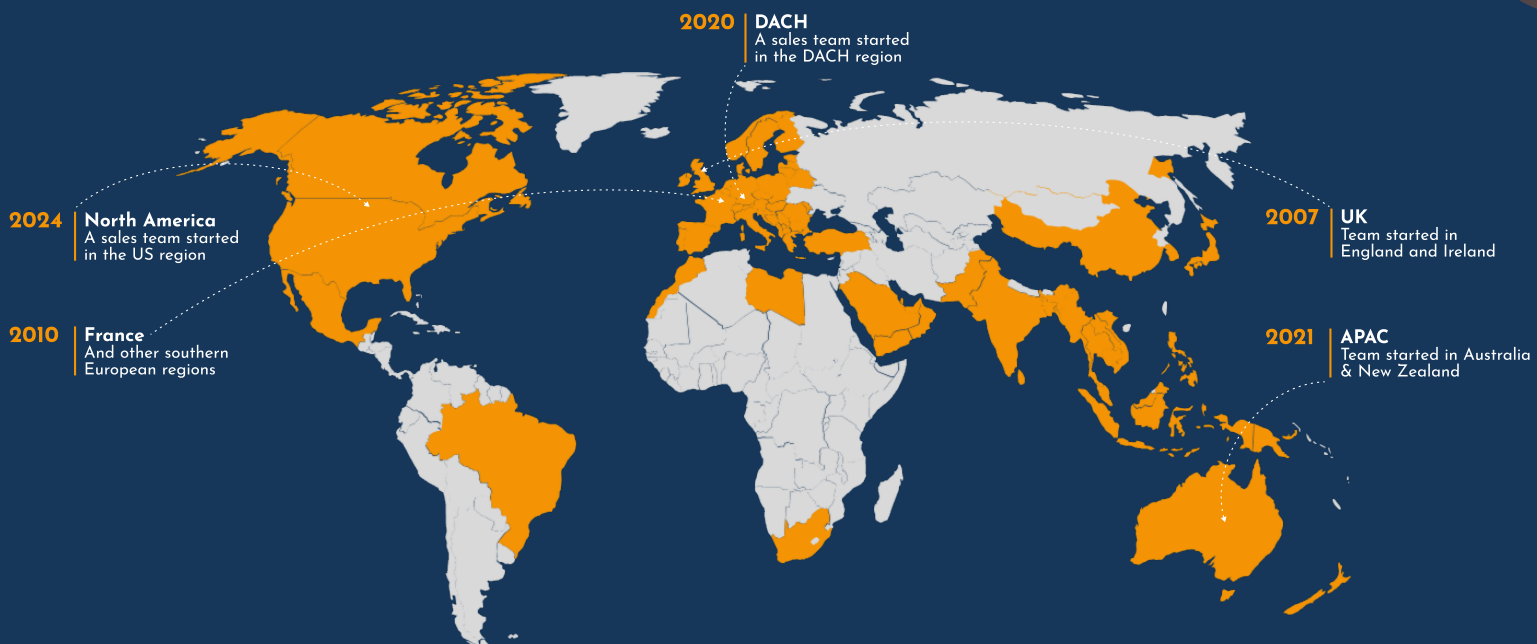 2020
DACH
A sales team started
in the DACH region
2024
North America
A sales team started
in the US region
2007
UK
Team started in
England and Ireland
2010
France
And other southern
European regions
2021
APAC
Team started in Australia
& New Zealand